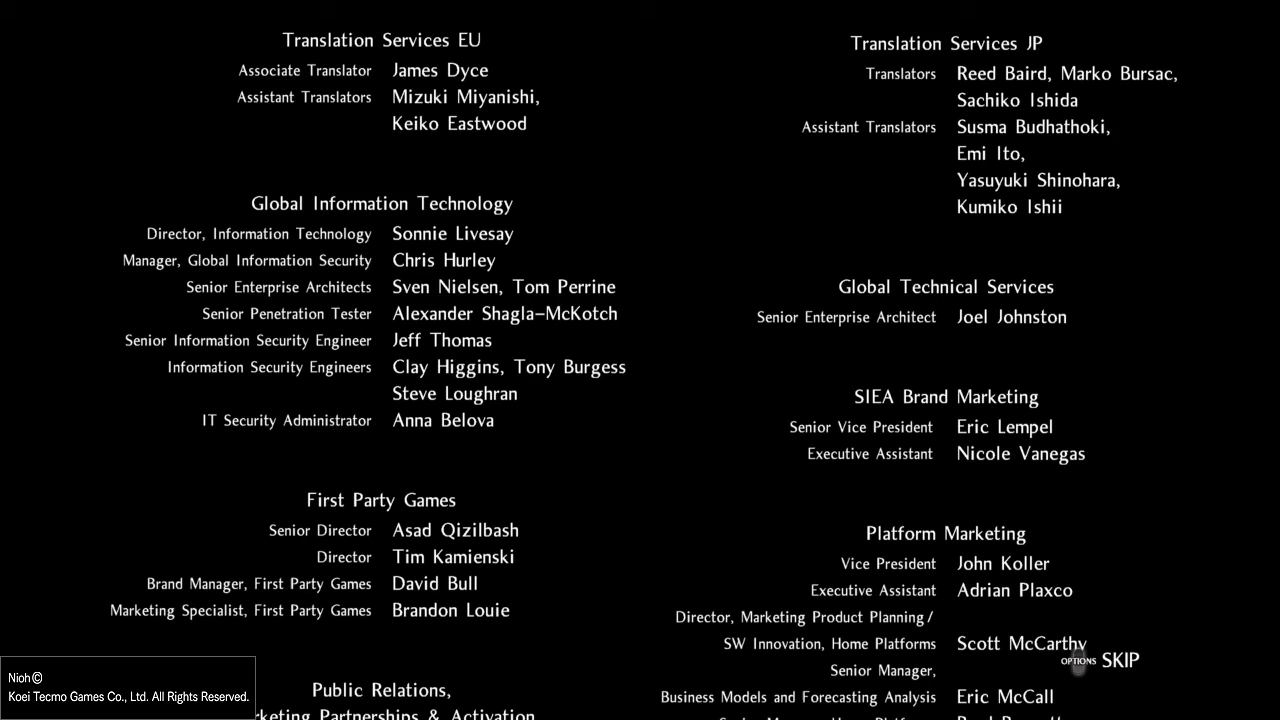 Translation Services EU
Associate Translator James Dyce
Assistant Translators Mizuki Miyanishi,
Keiko Eastwood
Global Information Technology
Director, Information Technology Sonnie Livesay
Manager, Global Information Security Chris Hurley
Senior Enterprise Architects Sven Nielsen, Tom Perrine
Senior Penetration Tester Alexander Shagla-McKotch
Senior Information Security Engineer Jeff Thomas
Information Security Engineers Clay Higgins, Tony Burgess
Steve Loughran
IT Security Administrator Anna Belova
First Party Games
Senior Director Asad Qizilbash
Director Tim Kamienski
Brand Manager, First Party Games David Bull
Marketing Specialist, First Party Games Brandon Louie
Public Relations,
Partnerships & Activation
Translation Services JP
Translators Reed Baird, Marko Bursac,
Sachiko Ishida
Assistant Translators Susma Budhathoki,
Emi Ito,
Yasuyuki Shinohara,
Kumiko Ishii
Global Technical Services
Senior Enterprise Architect Joel Johnston
SIEA Brand Marketing
Senior Vice President Eric Lempel
Executive Assistant Nicole Vanegas
Platform Marketing
Vice President John Koller
Executive Assistant Adrian Plaxco
Director, Marketing Product Planning /
SW Innovation, Home Platforms Scott McCarthy
Senior Manager,
Business Models and Forecasting Analysis Eric McCall
OPTIONS SKIP
Nioh©
Koei Tecmo Games Co., Ltd. All Rights Reserved.